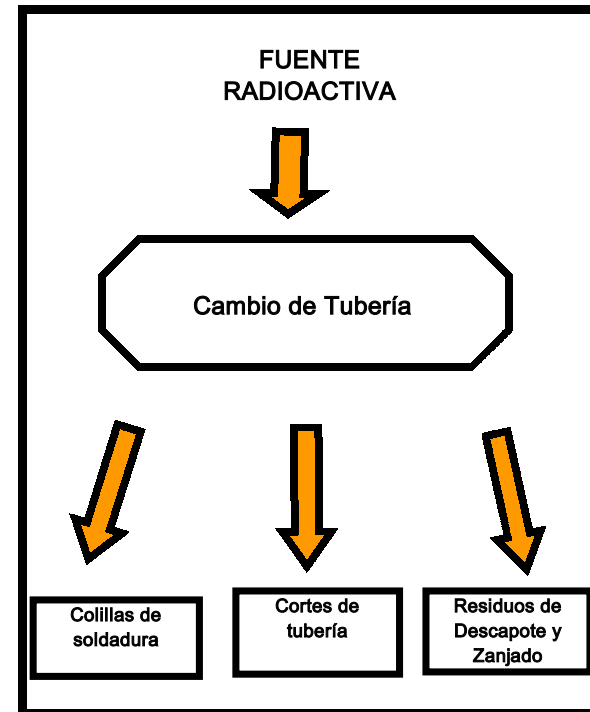 FUENTE
RADIOACTIVA
Cambio de Tubería
Colillas de
soldadura
Cortes de
tubería
Residuos de
Descapote y
Zanjado